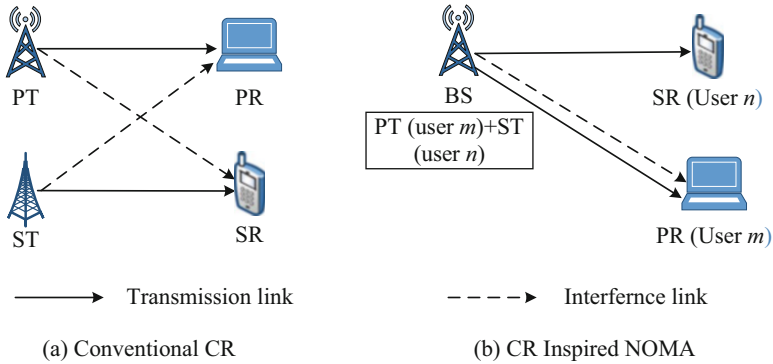 PT
PR
ST
SR
BS
PT (user m)+ST
(user n)
SR (User n)
PR (User m)
Transmission link
Interfernce link
(a) Conventional CR
(b) CR Inspired NOMA